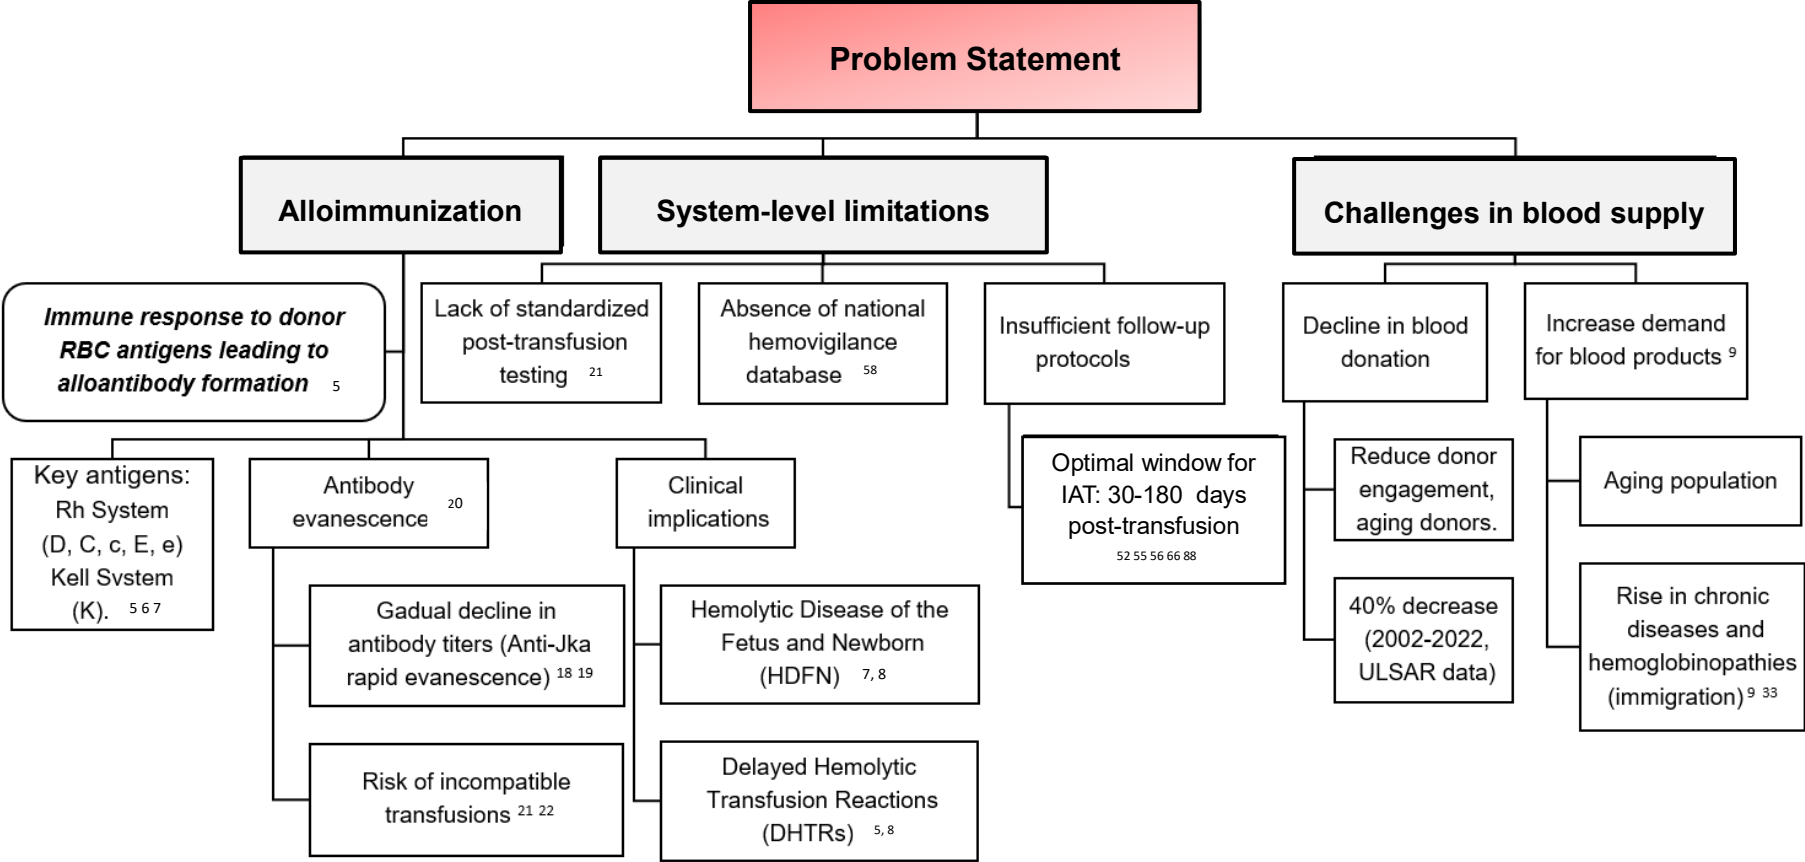 Problem Statement
Alloimmunization
System-level limitations
Challenges in blood supply
Immune response to donor
RBC antigens leading to
alloantibody formation 5
Lack of standardized
post-transfusion
testing 21
Absence of national
hemovigilance
database 58
Insufficient follow-up
protocols
Decline in blood
donation
Increase demand
for blood products 9
Key antigens:
Rh System
(D, C, c, E, e)
Kell System
(K). 5 6 7
Antibody
evanescence 20
Clinical
implications
Optimal window for
IAT: 30-180 days
post-transfusion
52 55 56 66 88
Reduce donor
engagement,
aging donors.
Aging population
Gadual decline in
antibody titers (Anti-Jka
rapid evanescence) 18 19
Hemolytic Disease of the
Fetus and Newborn
(HDFN) 7, 8
40% decrease
(2002-2022,
ULSAR data)
Rise in chronic
diseases and
hemoglobinopathies
(immigration) 9 33
Risk of incompatible
transfusions 21 22
Delayed Hemolytic
Transfusion Reactions
(DHTRs) 5, 8